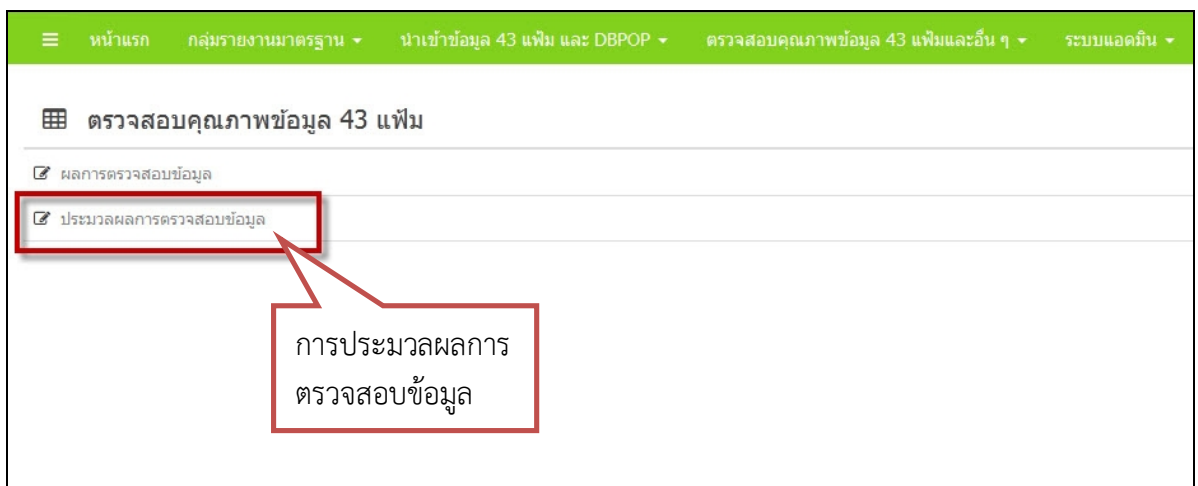 หน้าแรก กลุ่มรายงานมาตรฐาน นำเข้าข้อมูล 43 แฟ้ม และ DBPOP ตรวจสอบคุณภาพข้อมูล 43 แฟ้มและอื่น ๆ ระบบแอดมิน
ตรวจสอบคุณภาพข้อมูล 43 แฟ้ม
ผลการตรวจสอบข้อมูล
ประมวลผลการตรวจสอบข้อมูล
การประมวลผลการ
ตรวจสอบข้อมูล